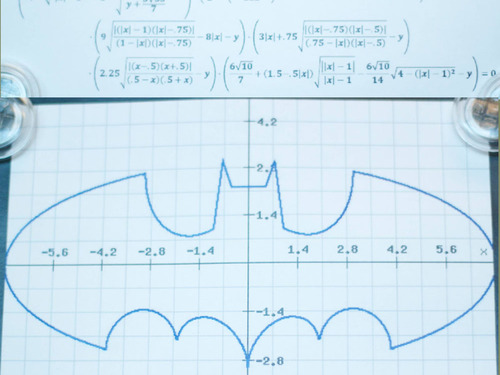 y+ √33/7
· (9 √(|(|x|−1)(|x|−.75)| / (1−|x|)(|x|−.75)) −8|x|−y) · (3|x|+.75 √(|(|x|−.75)(|x|−.5)| / (.75−|x|)(|x|−.5)) −y)
· (2.25 √(|(x−.5)(x+.5)| / (.5−x)(.5+x)) −y) · (6√10/7 +(1.5−.5|x|) √(||x|−1| / |x|−1) − 6√10/14 √(4−(|x|−1)²) −y) = 0
4.2
2.8
1.4
-5.6 -4.2 -2.8 -1.4 1.4 2.8 4.2 5.6 x
-1.4
-2.8